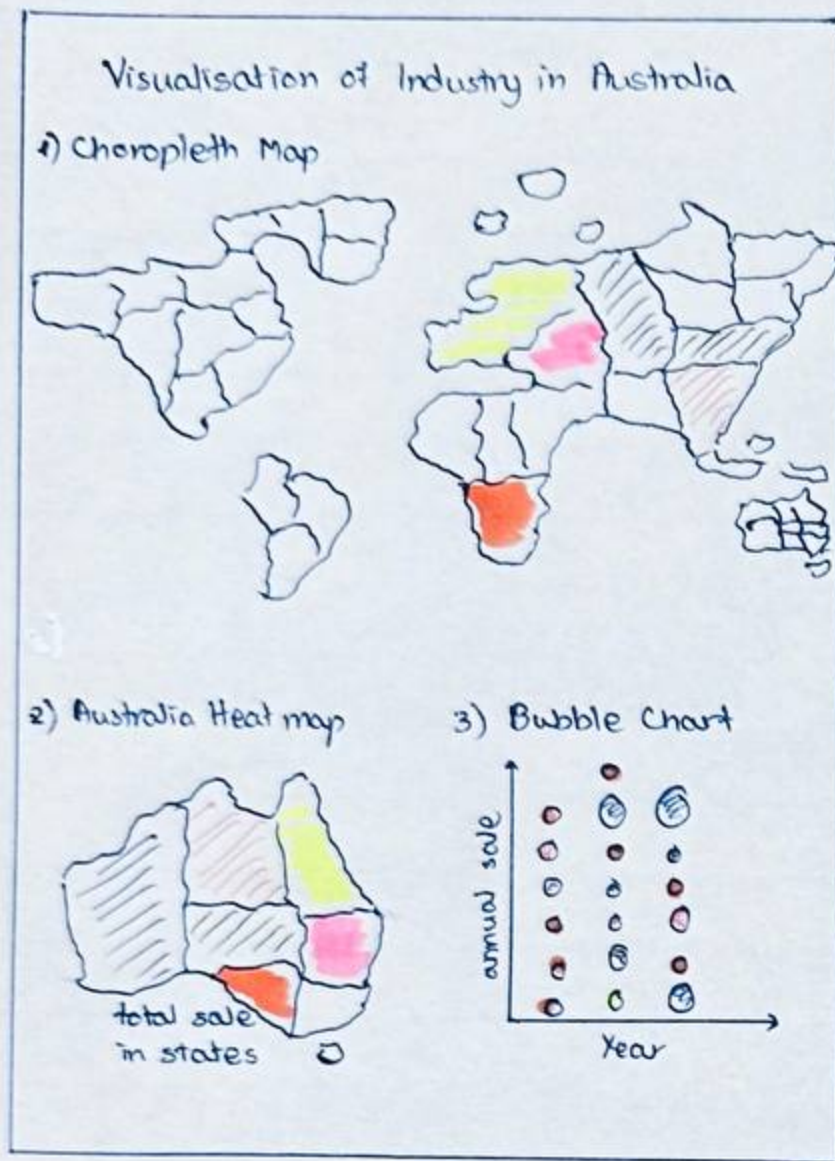 Visualisation of Industry in Australia
1) Choropleth Map
2) Australia Heat map
total sale
in states
3) Bubble Chart
annual sale
Year